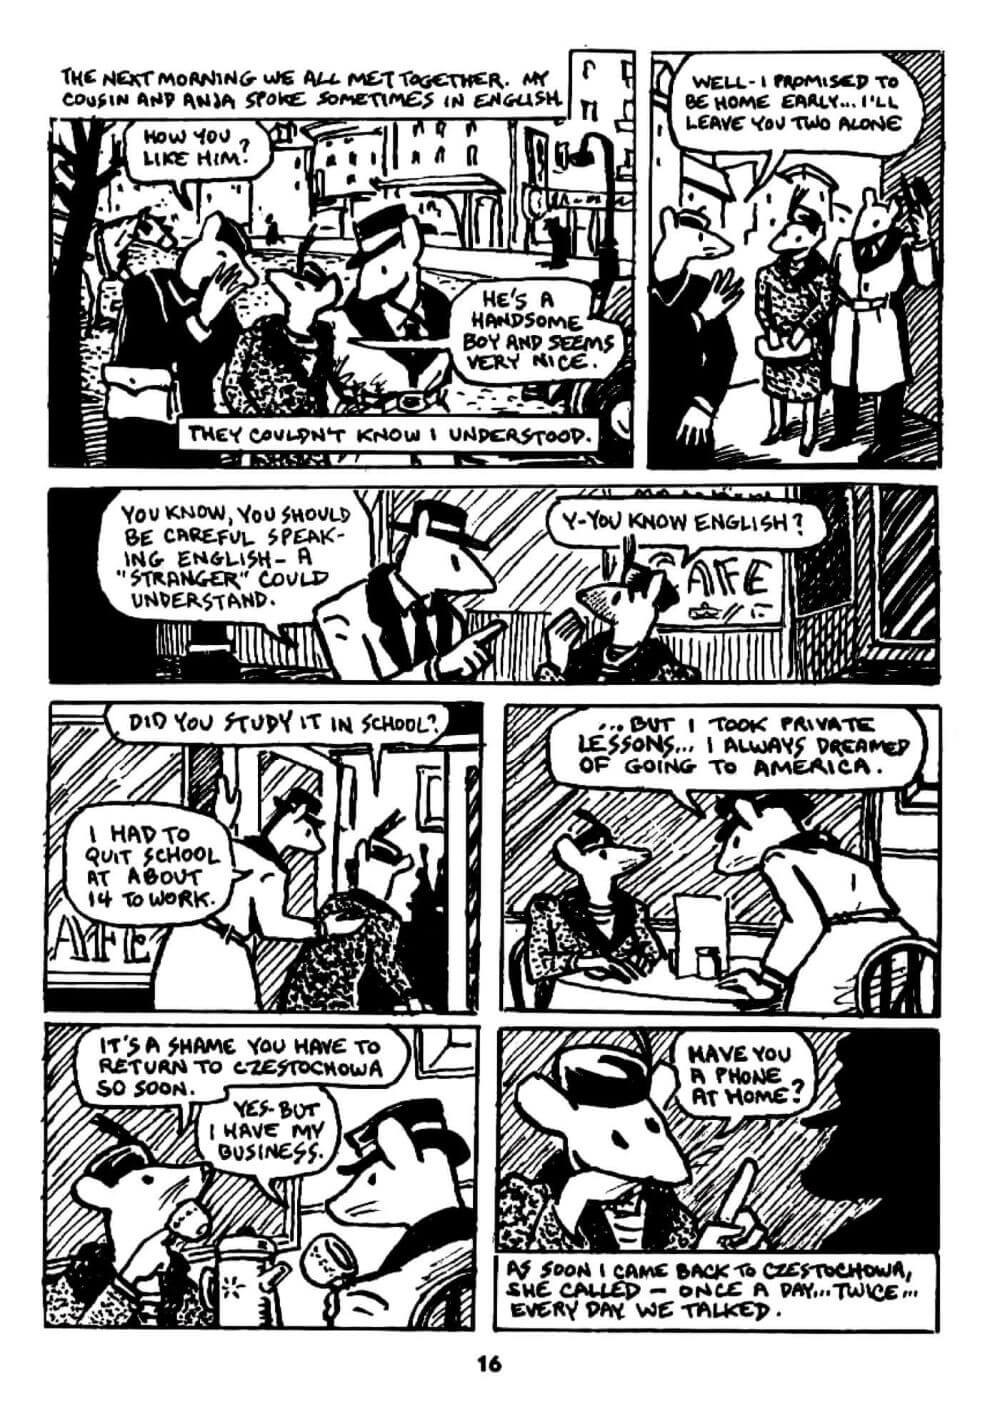 THE NEXT MORNING WE ALL MET TOGETHER. MY
COUSIN AND ANJA SPOKE SOMETIMES IN ENGLISH.
HOW YOU
LIKE HIM?
HE'S A
HANDSOME
BOY AND SEEMS
VERY NICE.
THEY COULDN'T KNOW I UNDERSTOOD.
WELL-I PROMISED TO
BE HOME EARLY... I'LL
LEAVE YOU TWO ALONE
YOU KNOW, YOU SHOULD
BE CAREFUL SPEAK-
ING ENGLISH - A
"STRANGER" COULD
UNDERSTAND.
Y-YOU KNOW ENGLISH?
CAFE
DID YOU STUDY IT IN SCHOOL?
I HAD TO
QUIT SCHOOL
AT ABOUT
14 TO WORK.
AFE
...BUT I TOOK PRIVATE
LESSONS... I ALWAYS DREAMED
OF GOING TO AMERICA.
IT'S A SHAME YOU HAVE TO
RETURN TO CZESTOCHOWA
SO SOON.
YES-BUT
I HAVE MY
BUSINESS.
HAVE YOU
A PHONE
AT HOME?
AS SOON I CAME BACK TO CZESTOCHOWA,
SHE CALLED - ONCE A DAY... TWICE...
EVERY DAY WE TALKED.
16